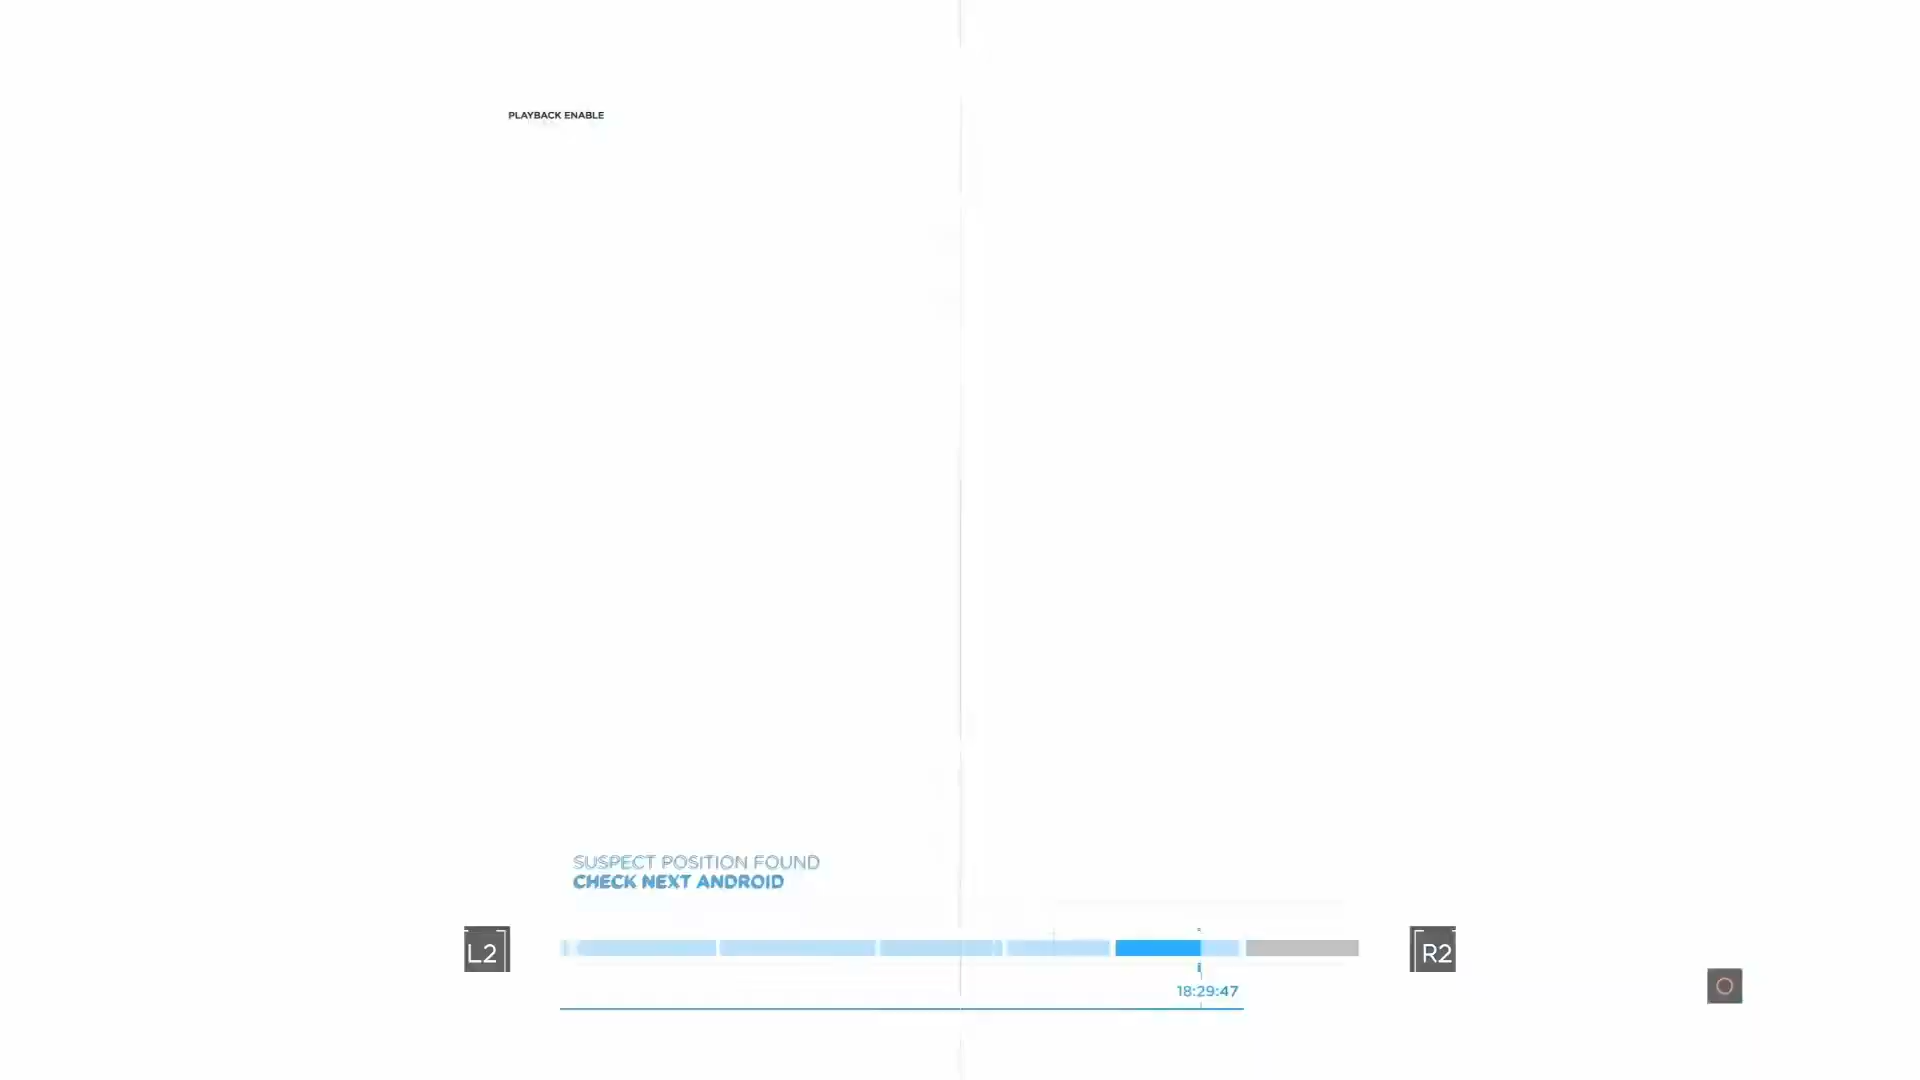 PLAYBACK ENABLE
SUSPECT POSITION FOUND
CHECK NEXT ANDROID
L2
R2
18:29:47